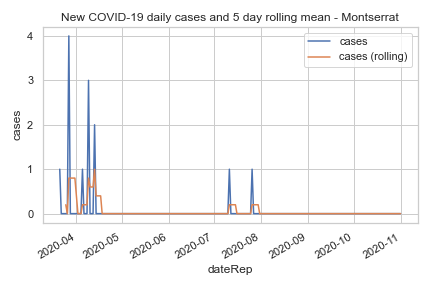 New COVID-19 daily cases and 5 day rolling mean - Montserrat
cases
cases (rolling)
4
3
2
1
0
cases
2020-04
2020-05
2020-06
2020-07
2020-08
2020-09
2020-10
2020-11
dateRep